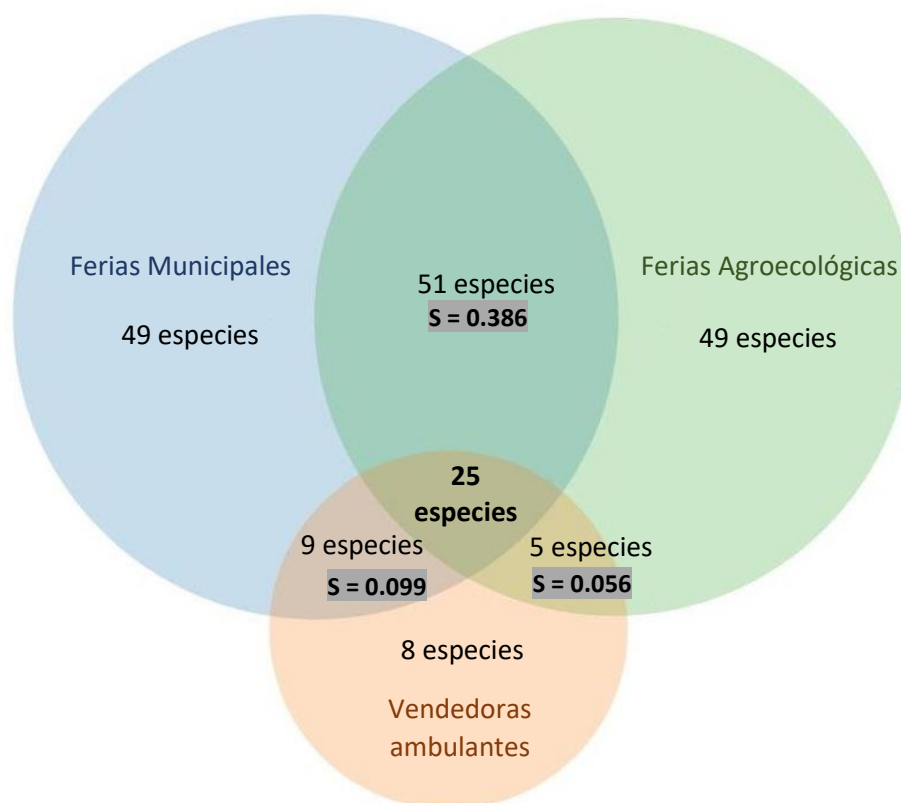 Ferias Municipales
49 especies
51 especies
S = 0.386
Ferias Agroecológicas
49 especies
25
especies
9 especies
S = 0.099
5 especies
S = 0.056
8 especies
Vendedoras
ambulantes